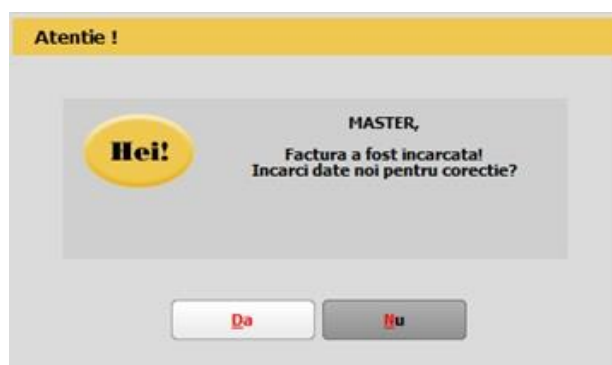 Atentie !
Hei!
MASTER,
Factura a fost incarcata!
Incarci date noi pentru corectie?
Da
Nu